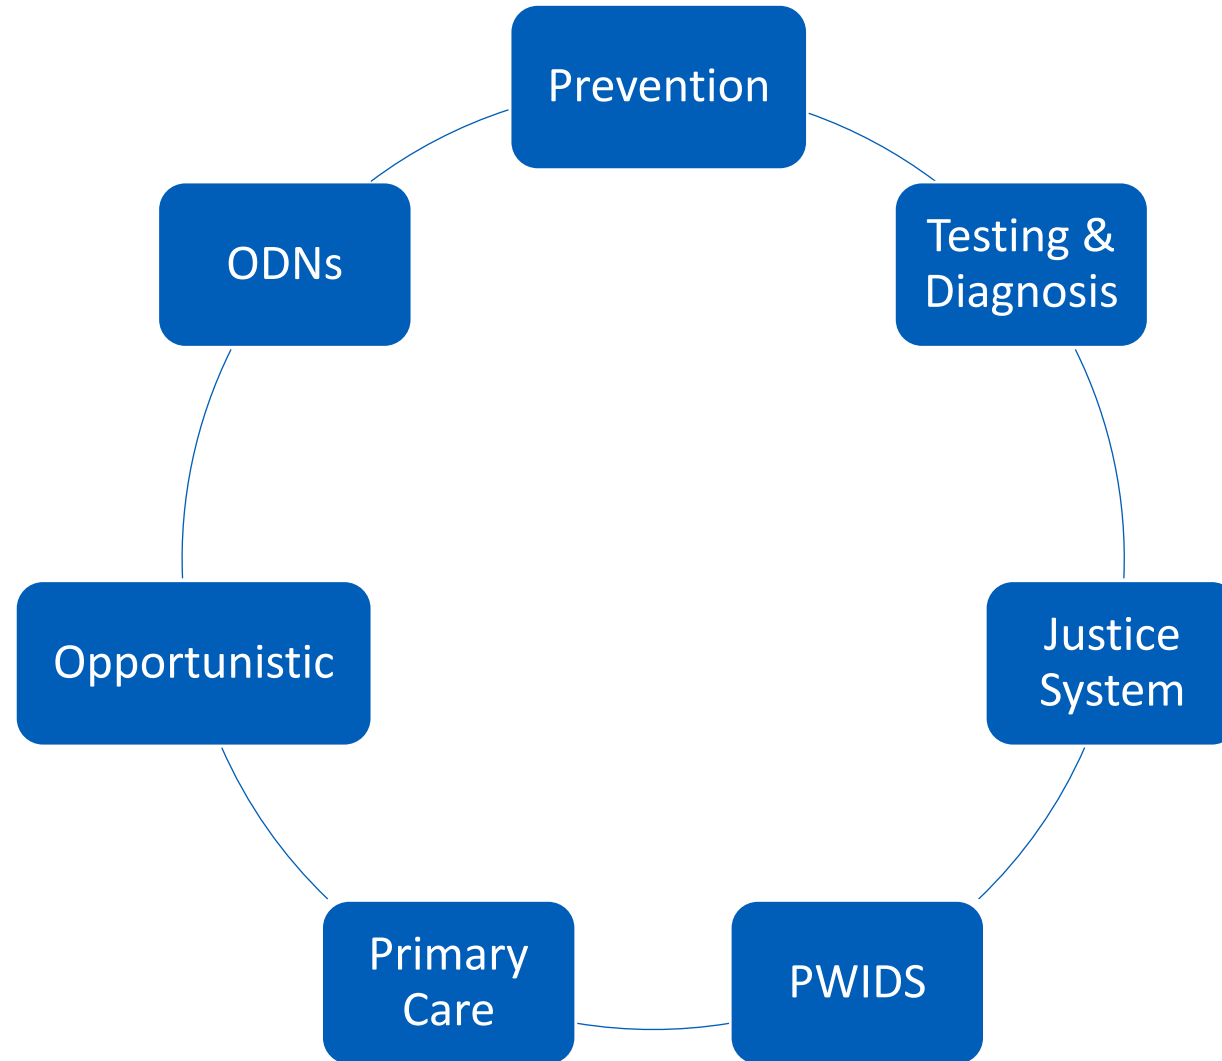 Prevention
Testing &
Diagnosis
Justice
System
PWIDS
Primary
Care
Opportunistic
ODNs